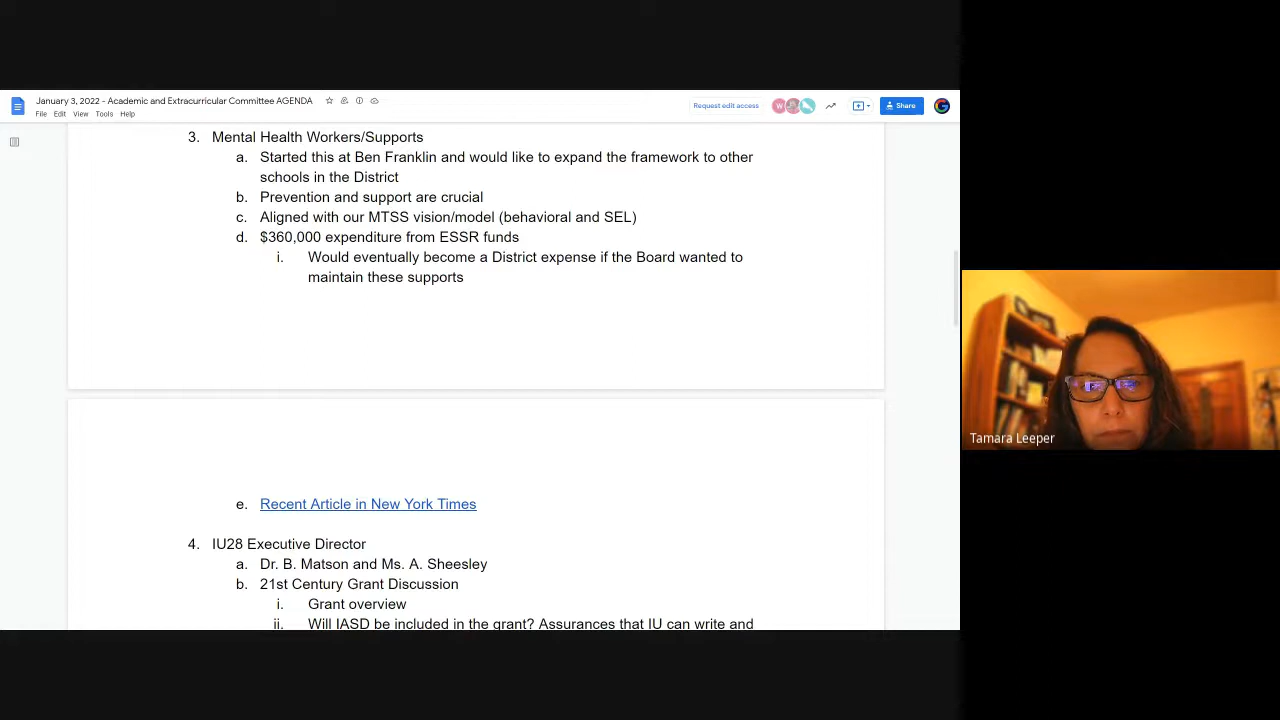 January 3, 2022 - Academic and Extracurricular Committee AGENDA
File Edit View Tools Help
Request edit access
W
Share
3. Mental Health Workers/Supports
a. Started this at Ben Franklin and would like to expand the framework to other
schools in the District
b. Prevention and support are crucial
c. Aligned with our MTSS vision/model (behavioral and SEL)
d. $360,000 expenditure from ESSR funds
i. Would eventually become a District expense if the Board wanted to
maintain these supports
e. Recent Article in New York Times
4. IU28 Executive Director
a. Dr. B. Matson and Ms. A. Sheesley
b. 21st Century Grant Discussion
i. Grant overview
ii. Will IASD be included in the grant? Assurances that IU can write and
Tamara Leeper